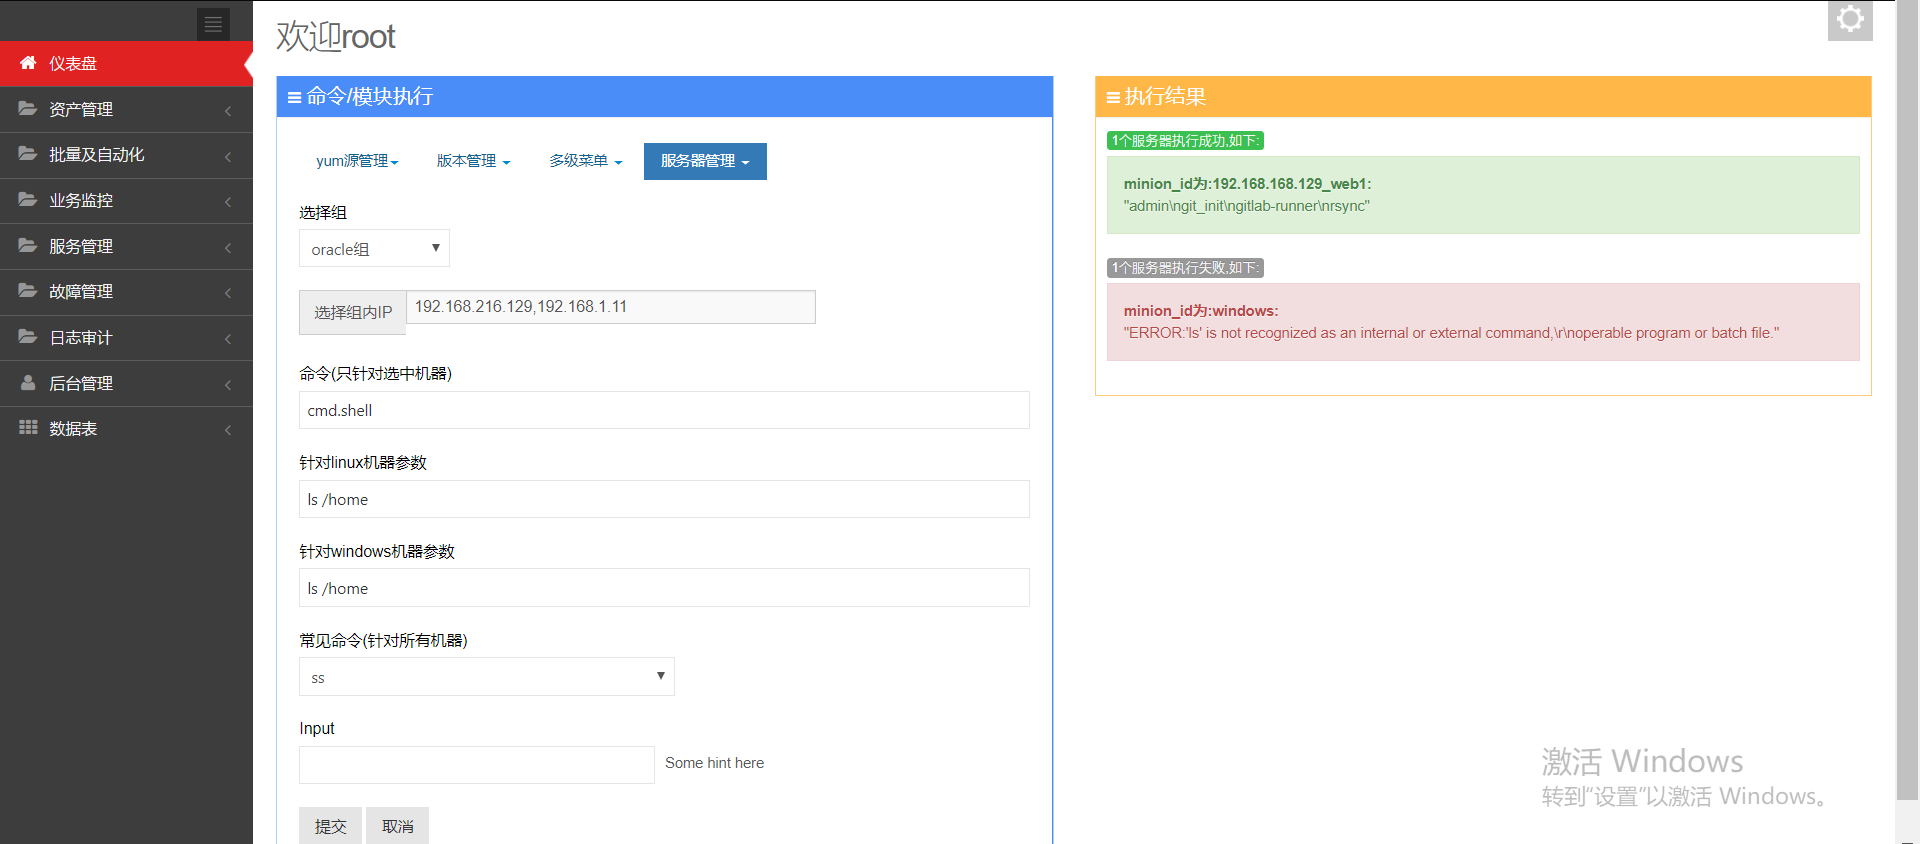 仪表盘
资产管理
批量及自动化
业务监控
服务管理
故障管理
日志审计
后台管理
数据表
欢迎root
命令/模块执行
yum源管理 版本管理 多级菜单 服务器管理
选择组
oracle组
选择组内IP 192.168.216.129,192.168.1.11
命令(只针对选中机器)
cmd.shell
针对linux机器参数
ls /home
针对windows机器参数
ls /home
常见命令(针对所有机器)
ss
Input
Some hint here
提交 取消
执行结果
1个服务器执行成功,如下:
minion_id为:192.168.168.129_web1:
"admin\ngit_init\ngitlab-runner\nrsync"
1个服务器执行失败,如下:
minion_id为:windows:
"ERROR:'ls' is not recognized as an internal or external command,\r\noperable program or batch file."
激活 Windows
转到“设置”以激活 Windows。